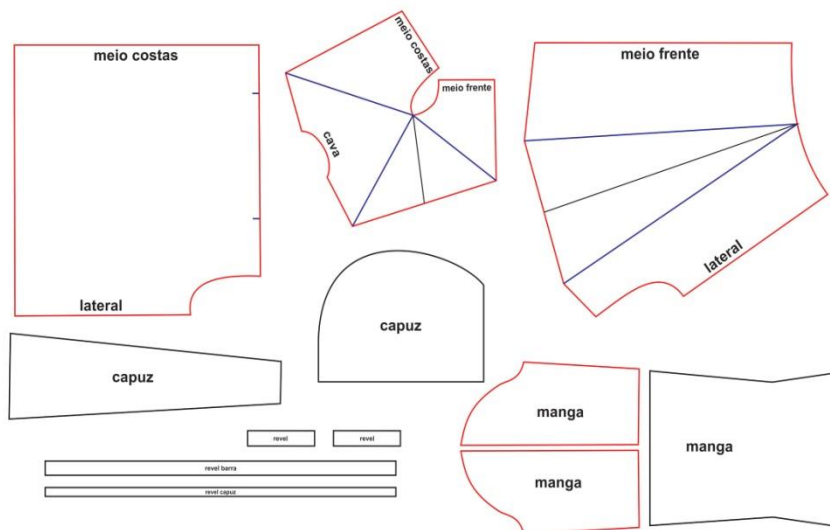 meio costas
lateral
meio costas
meio frente
cava
meio frente
lateral
capuz
capuz
revel
revel
revel barra
revel capuz
manga
manga
manga